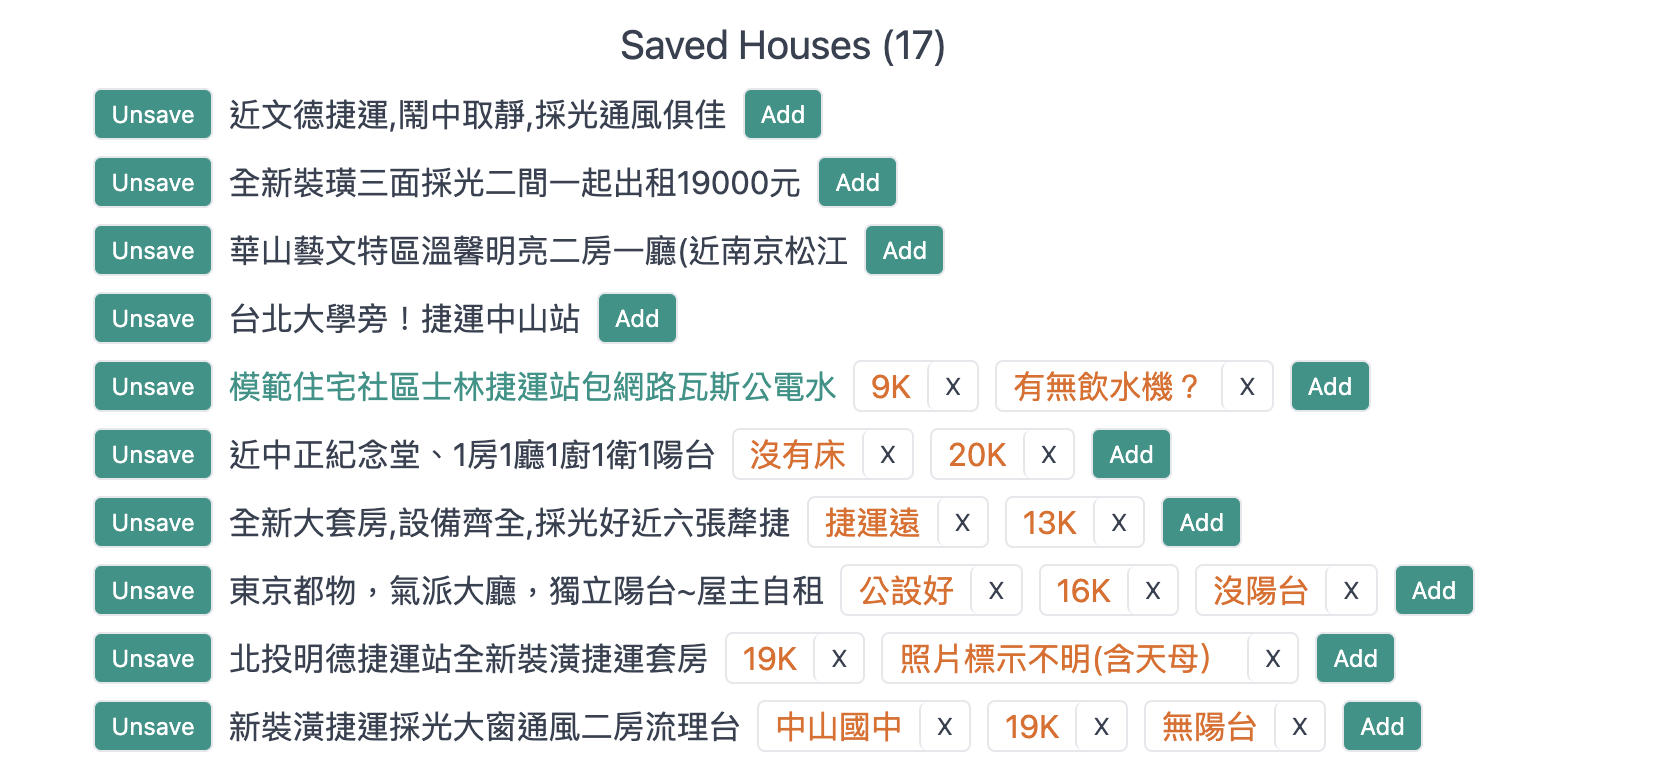 Saved Houses (17)
Unsave 近文德捷運,鬧中取靜,採光通風俱佳 Add
Unsave 全新裝璜三面採光二間一起出租19000元 Add
Unsave 華山藝文特區溫馨明亮二房一廳(近南京松江 Add
Unsave 台北大學旁！捷運中山站 Add
Unsave 模範住宅社區士林捷運站包網路瓦斯公電水 9K X 有無飲水機？ X Add
Unsave 近中正紀念堂、1房1廳1廚1衛1陽台 沒有床 X 20K X Add
Unsave 全新大套房,設備齊全,採光好近六張犛捷 捷運遠 X 13K X Add
Unsave 東京都物，氣派大廳，獨立陽台~屋主自租 公設好 X 16K X 沒陽台 X Add
Unsave 北投明德捷運站全新裝潢捷運套房 19K X 照片標示不明(含天母） X Add
Unsave 新裝潢捷運採光大窗通風二房流理台 中山國中 X 19K X 無陽台 X Add